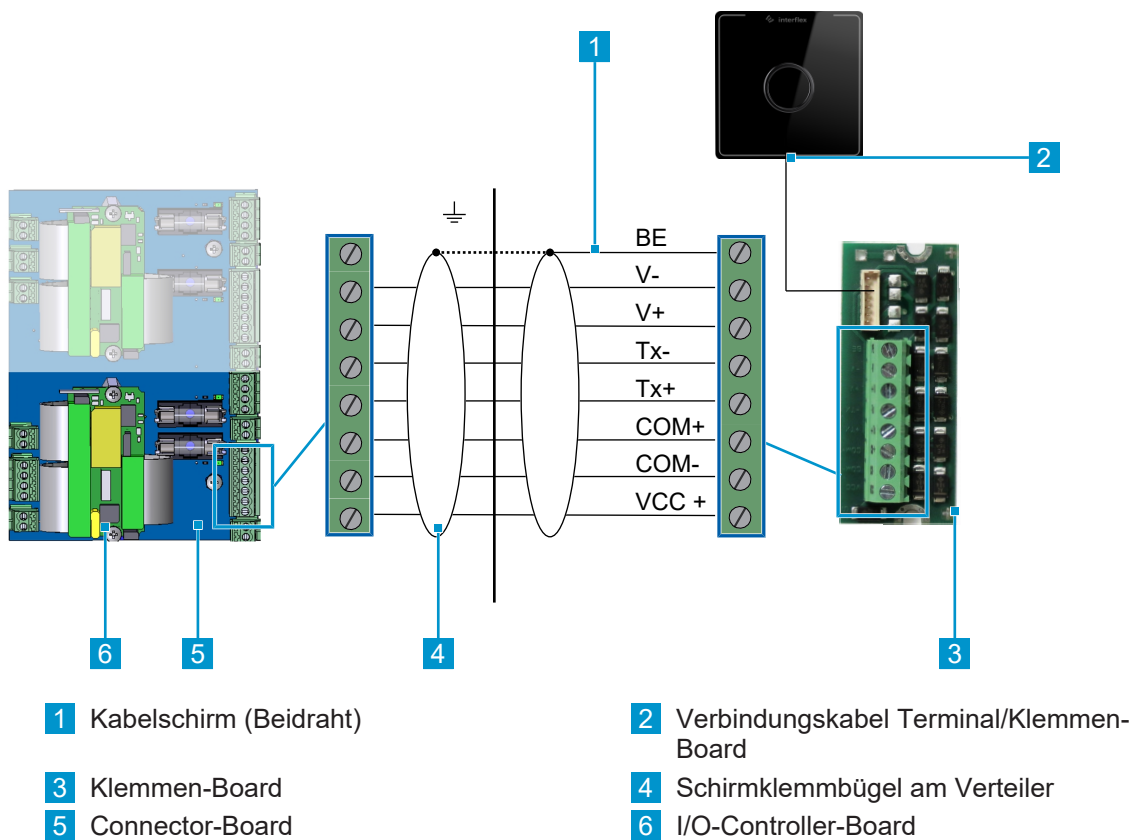 interflex
1
2
BE
V-
V+
Tx-
Tx+
COM+
COM-
VCC +
6
5
4
3
1 Kabelschirm (Beidraht)
2 Verbindungskabel Terminal/Klemmen-
Board
3 Klemmen-Board
4 Schirmklemmbügel am Verteiler
5 Connector-Board
6 I/O-Controller-Board